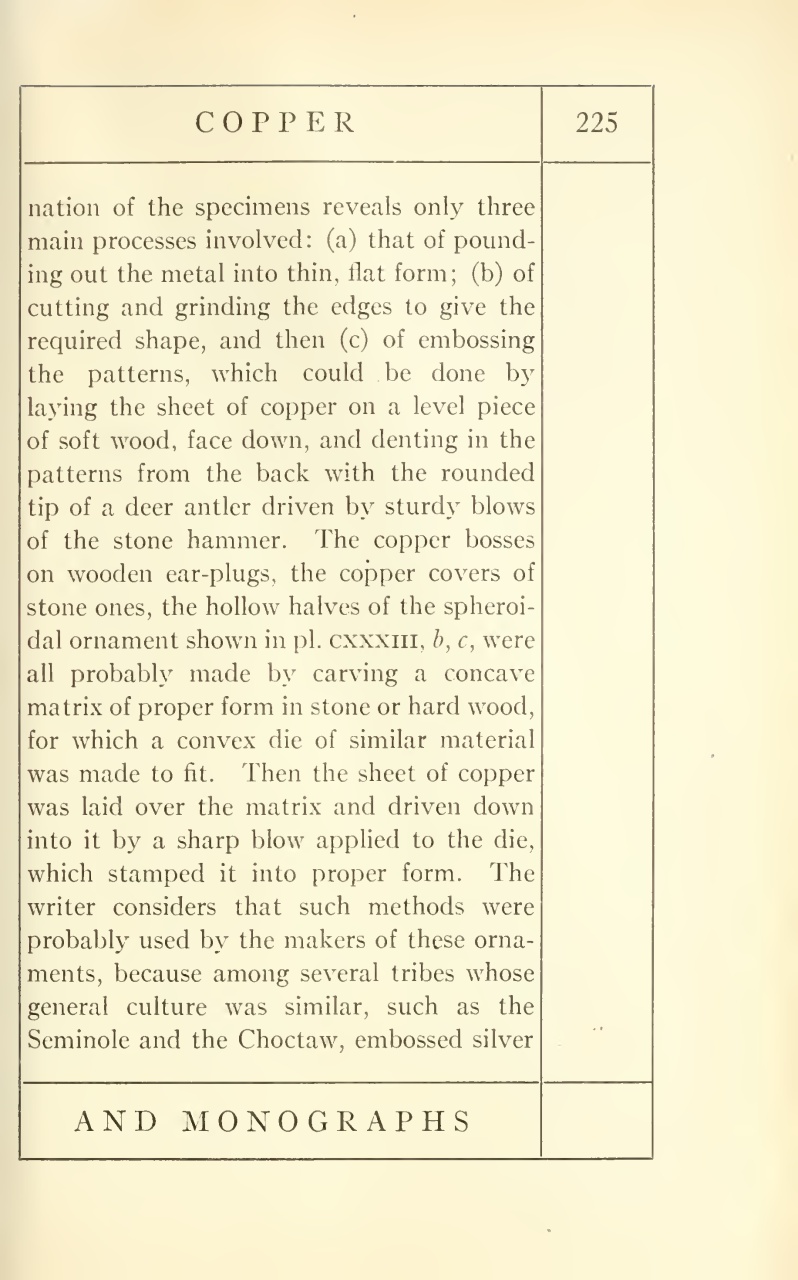 COPPER
225
nation of the specimens reveals only three
main processes involved: (a) that of pound-
ing out the metal into thin, flat form; (b) of
cutting and grinding the edges to give the
required shape, and then (c) of embossing
the patterns, which could be done by
laying the sheet of copper on a level piece
of soft wood, face down, and denting in the
patterns from the back with the rounded
tip of a deer antler driven by sturdy blows
of the stone hammer. The copper bosses
on wooden ear-plugs, the copper covers of
stone ones, the hollow halves of the spheroi-
dal ornament shown in pl. CXXXIII, b, c, were
all probably made by carving a concave
matrix of proper form in stone or hard wood,
for which a convex die of similar material
was made to fit. Then the sheet of copper
was laid over the matrix and driven down
into it by a sharp blow applied to the die,
which stamped it into proper form. The
writer considers that such methods were
probably used by the makers of these orna-
ments, because among several tribes whose
general culture was similar, such as the
Seminole and the Choctaw, embossed silver
AND MONOGRAPHS